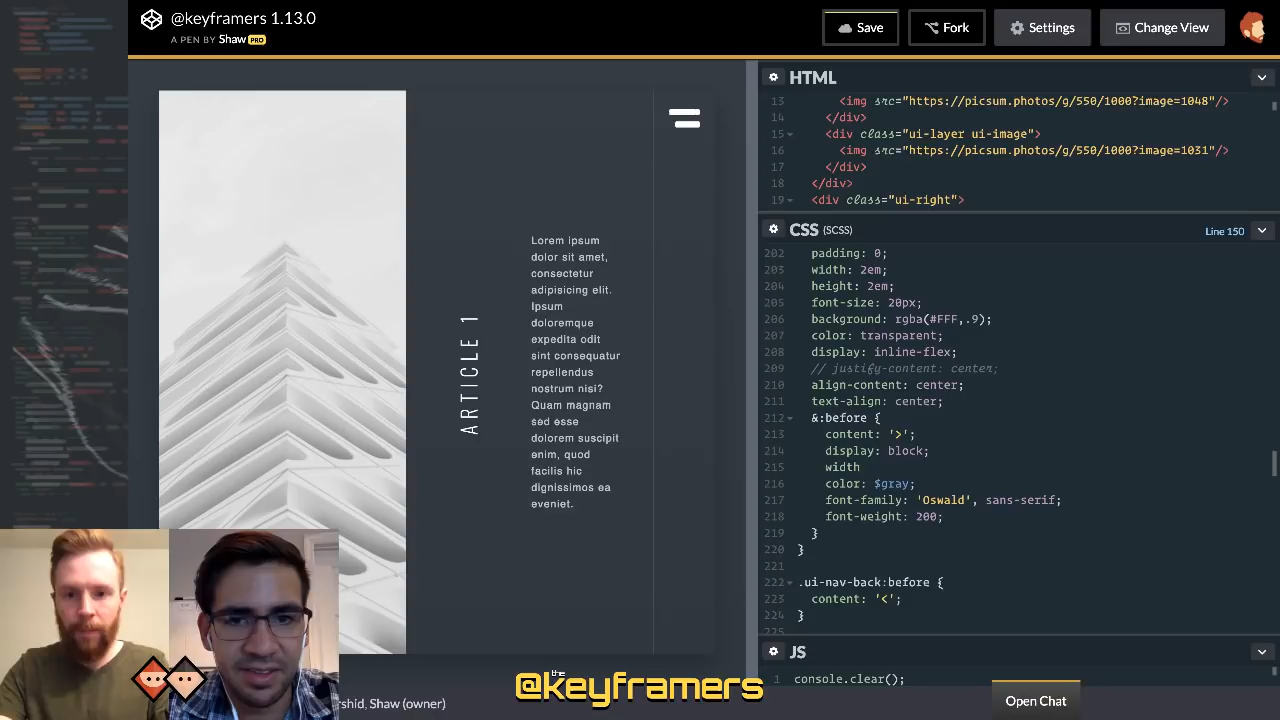 @keyframers 1.13.0
A PEN BY Shaw PRO
Save
Fork
Settings
Change View
HTML
13 <img src="https://picsum.photos/g/550/1000?image=1048"/>
14 </div>
15 <div class="ui-layer ui-image">
16 <img src="https://picsum.photos/g/550/1000?image=1031"/>
17 </div>
18 </div>
19 <div class="ui-right">
CSS (SCSS)
Line 150
202 padding: 0;
203 width: 2em;
204 height: 2em;
205 font-size: 20px;
206 background: rgba(#FFF,.9);
207 color: transparent;
208 display: inline-flex;
209 // justify-content: center;
210 align-content: center;
211 text-align: center;
212 &:before {
213 content: '>';
214 display: block;
215 width
216 color: $gray;
217 font-family: 'Oswald', sans-serif;
218 font-weight: 200;
219 }
220 }
221
222 .ui-nav-back:before {
223 content: '<';
224 }
225
JS
1 console.clear();
ARTICLE 1
Lorem ipsum
dolor sit amet,
consectetur
adipisicing elit.
Ipsum
doloremque
expedita odit
sint consequatur
repellendus
nostrum nisi?
Quam magnam
sed esse
dolorem suscipit
enim, quod
facilis hic
dignissimos ea
eveniet.
the
@keyframers
rshid, Shaw (owner)
Open Chat